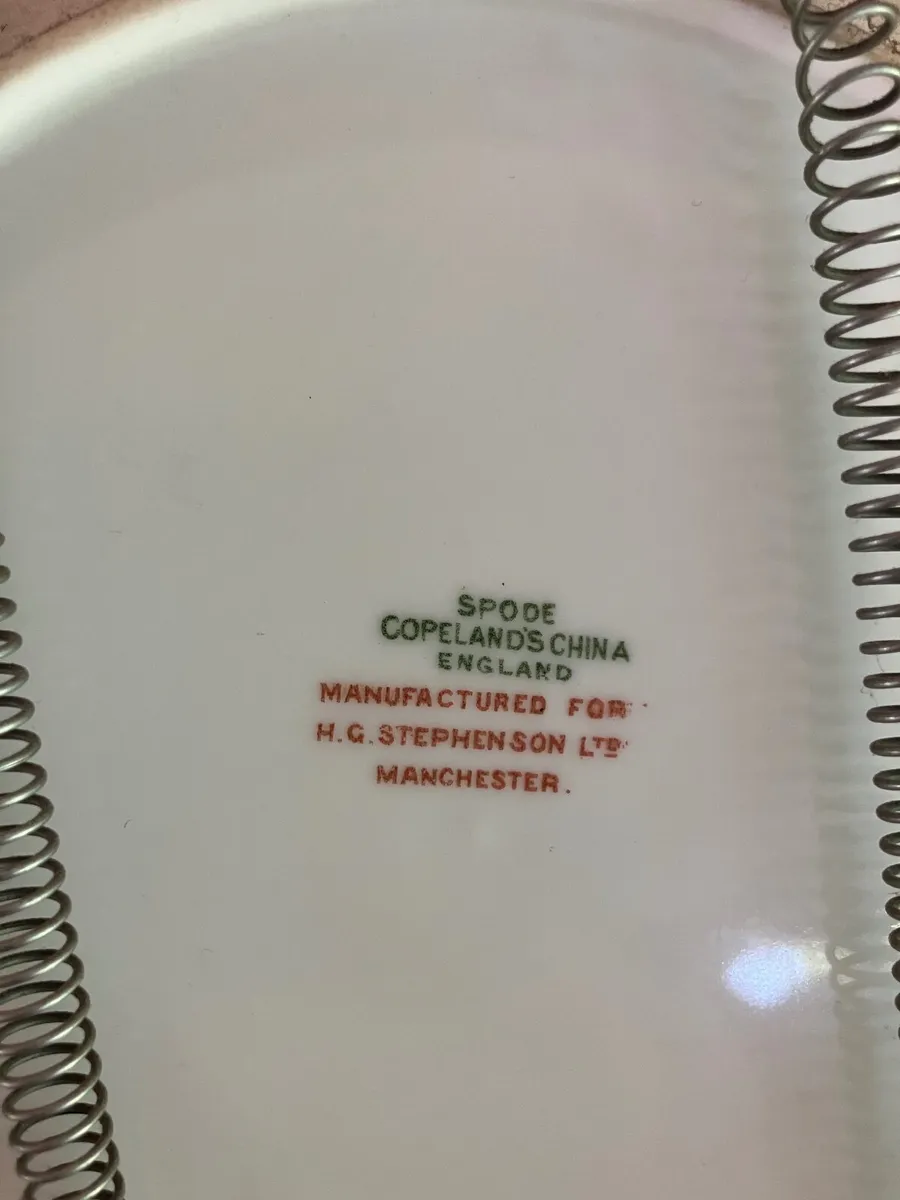 SPODE
COPELAND'S CHINA
ENGLAND
MANUFACTURED FOR
H.G. STEPHENSON LTD
MANCHESTER.